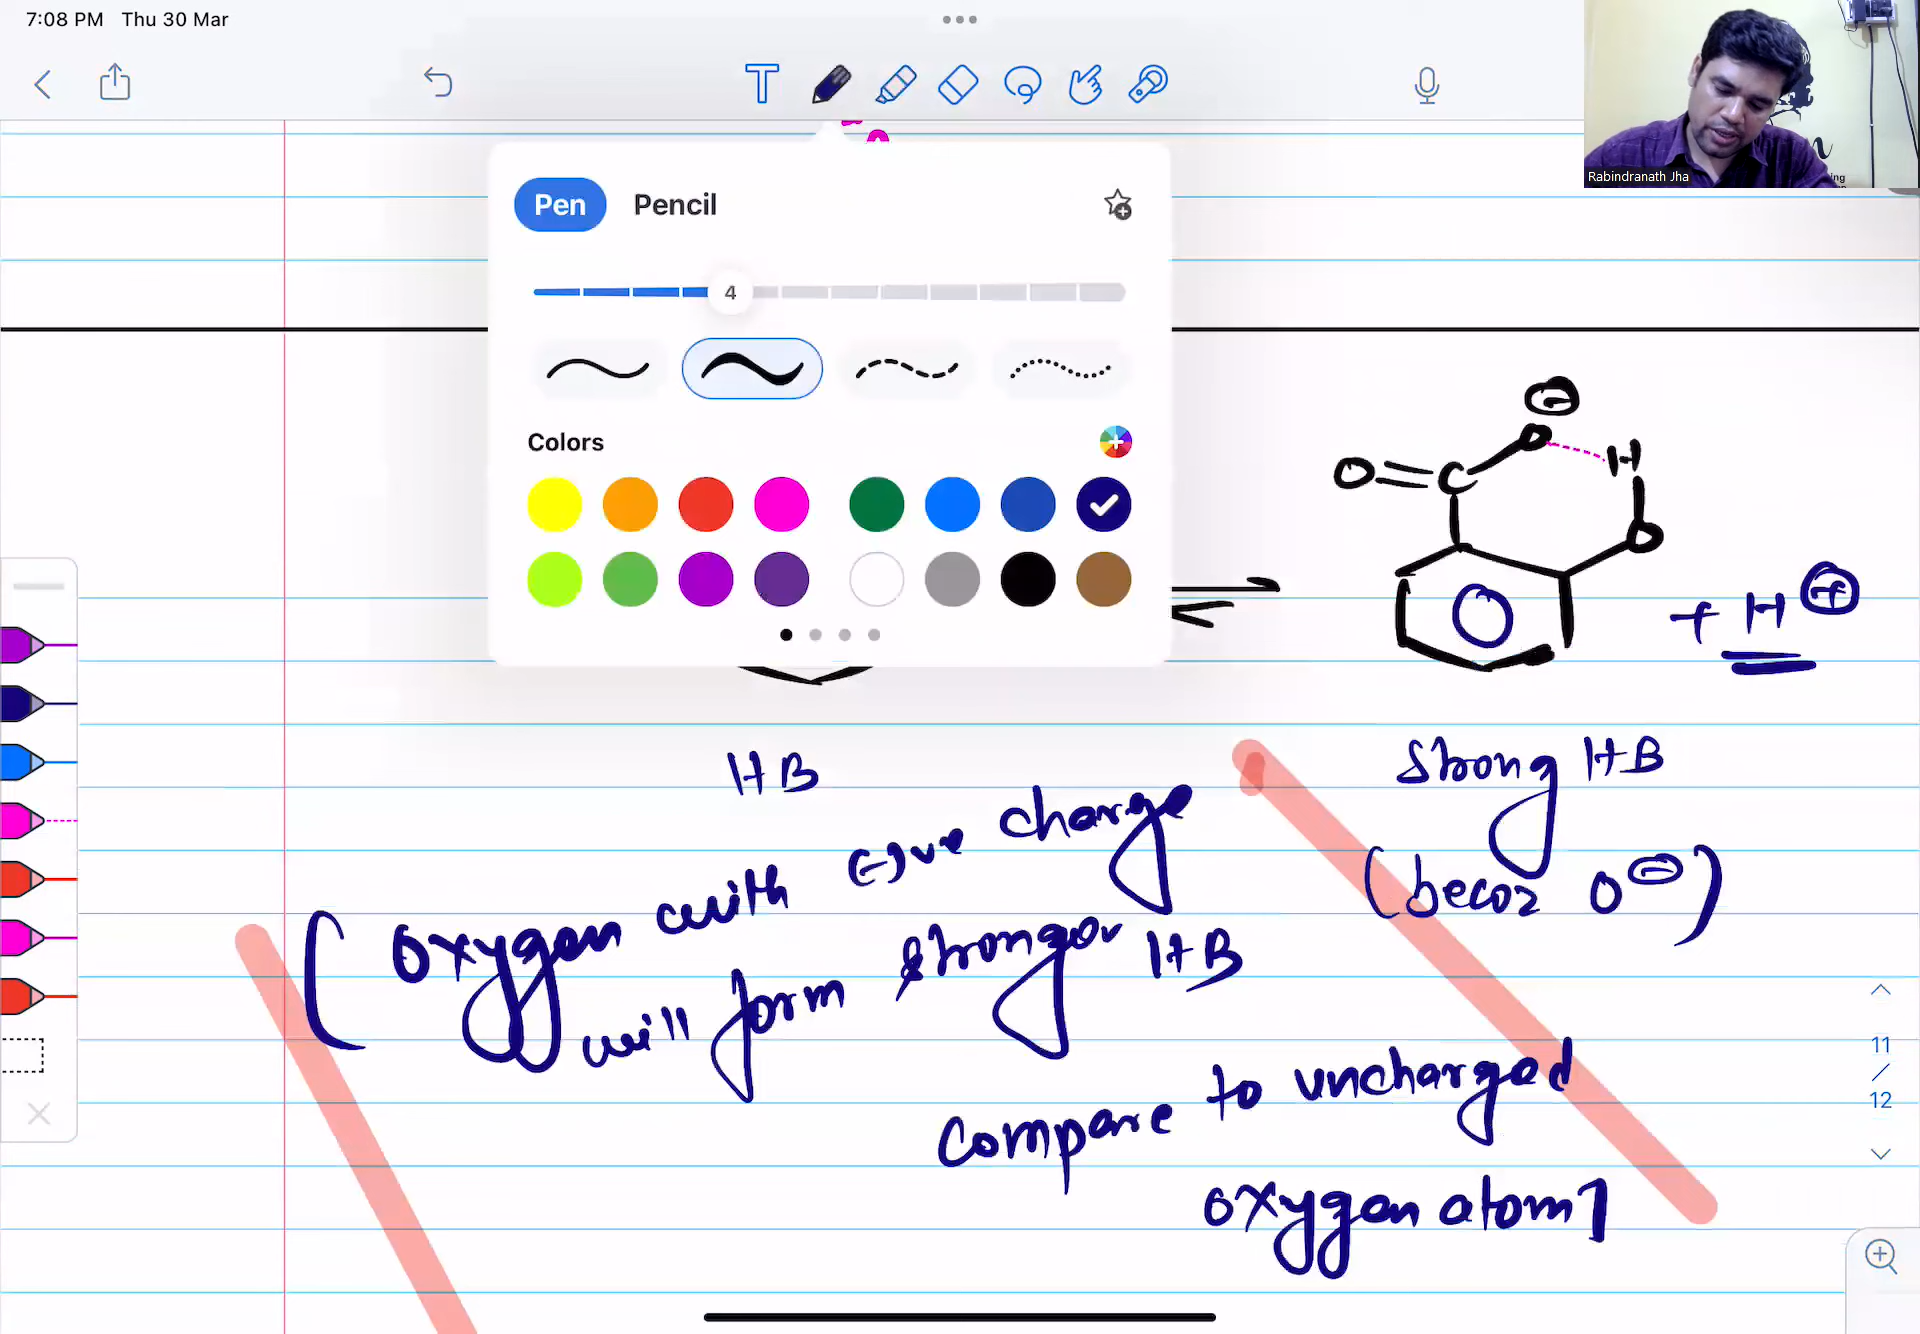 7:08 PM Thu 30 Mar
T
Rabindranath Jha
Pen Pencil
4
Colors
⊖
O=C O H
O
+ H⊕
HB
Strong HB
(becoz O⊖)
[oxygen with (-)ve charge
will form stronger HB
compare to uncharged
oxygen atom]
11
/
12